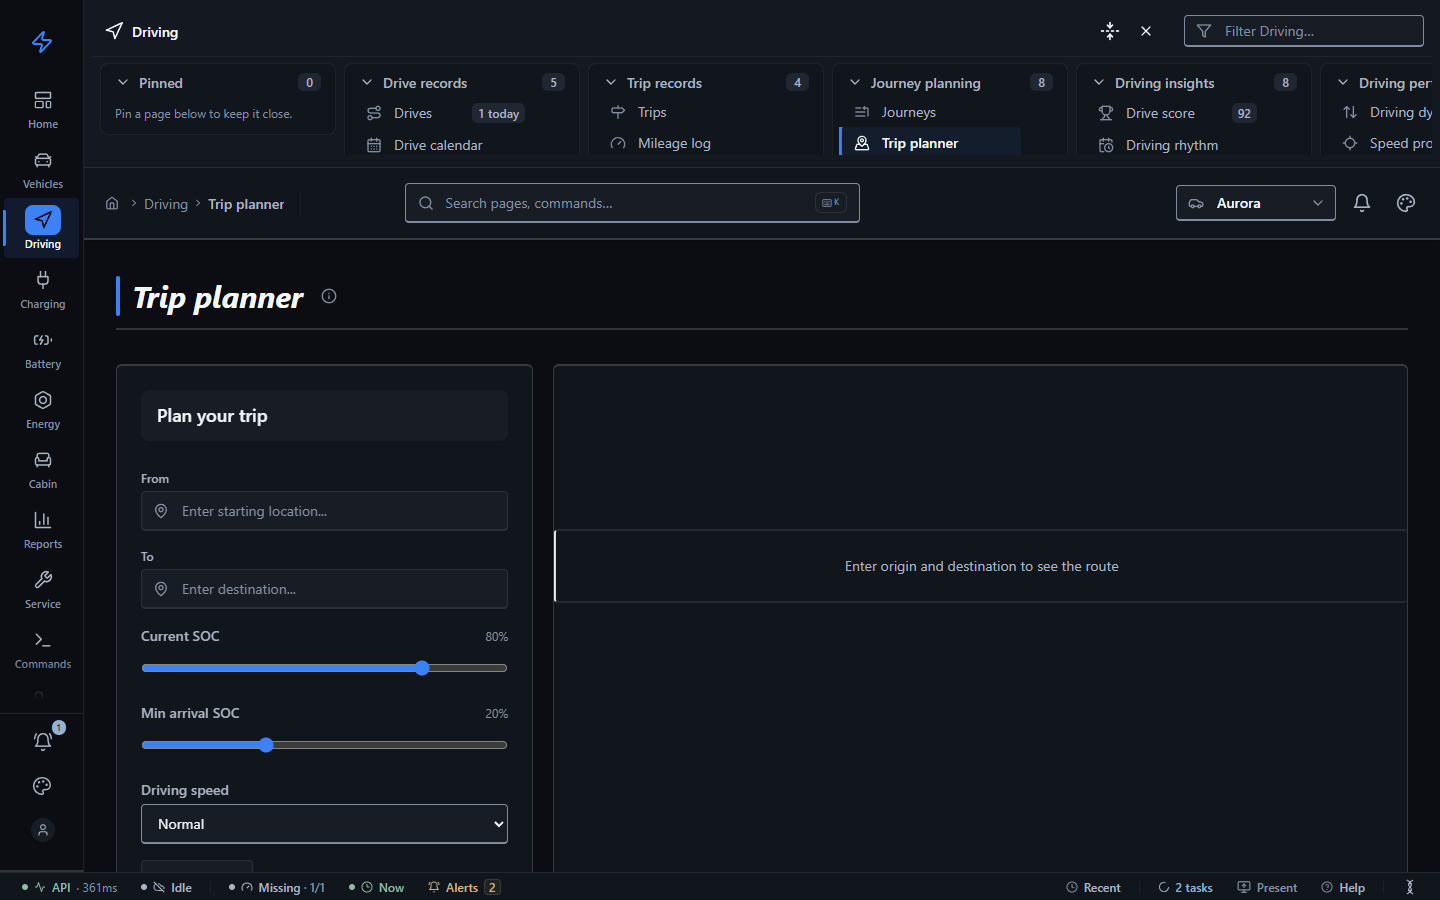 Driving
Filter Driving...
Pinned 0
Pin a page below to keep it close.
Drive records 5
Drives 1 today
Drive calendar
Trip records 4
Trips
Mileage log
Journey planning 8
Journeys
Trip planner
Driving insights 8
Drive score 92
Driving rhythm
Driving per
Driving dy
Speed pro
Home
Vehicles
Driving
Charging
Battery
Energy
Cabin
Reports
Service
Commands
1
Driving Trip planner
Search pages, commands...
K
Aurora
Trip planner
Plan your trip
From
Enter starting location...
To
Enter destination...
Current SOC 80%
Min arrival SOC 20%
Driving speed
Normal
Enter origin and destination to see the route
API · 361ms Idle Missing · 1/1 Now Alerts 2 Recent 2 tasks Present Help